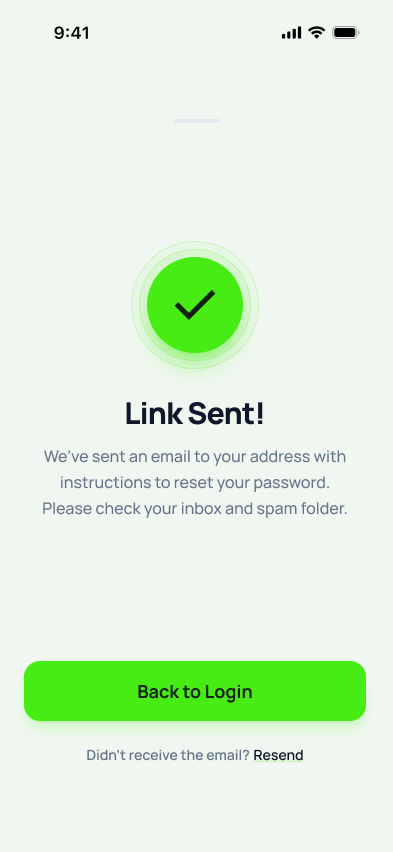 9:41
Link Sent!
We've sent an email to your address with
instructions to reset your password.
Please check your inbox and spam folder.
Back to Login
Didn't receive the email? Resend